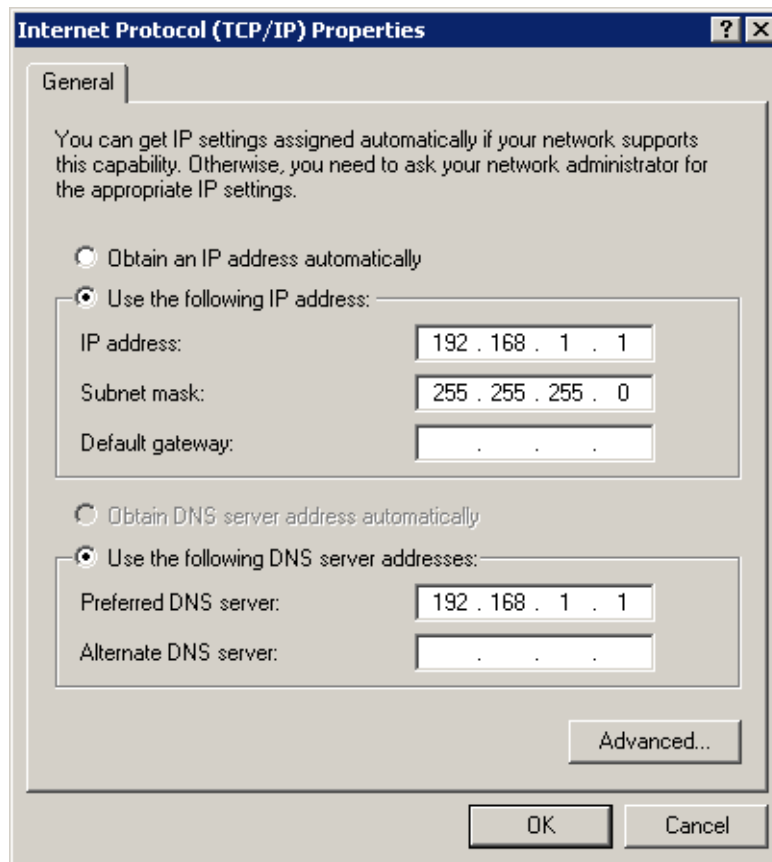 Internet Protocol (TCP/IP) Properties
General
You can get IP settings assigned automatically if your network supports
this capability. Otherwise, you need to ask your network administrator for
the appropriate IP settings.
Obtain an IP address automatically
Use the following IP address:
IP address: 192 . 168 . 1 . 1
Subnet mask: 255 . 255 . 255 . 0
Default gateway: . . .
Obtain DNS server address automatically
Use the following DNS server addresses:
Preferred DNS server: 192 . 168 . 1 . 1
Alternate DNS server: . . .
Advanced...
OK Cancel